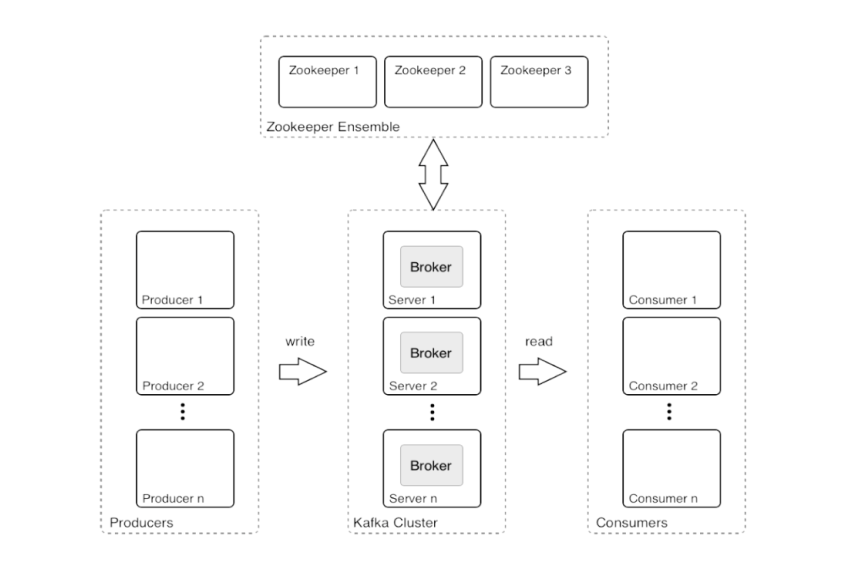 Zookeeper 1
Zookeeper 2
Zookeeper 3
Zookeeper Ensemble
Producer 1
Producer 2
Producer n
Producers
write
Broker
Server 1
Broker
Server 2
Broker
Server n
Kafka Cluster
read
Consumer 1
Consumer 2
Consumer n
Consumers